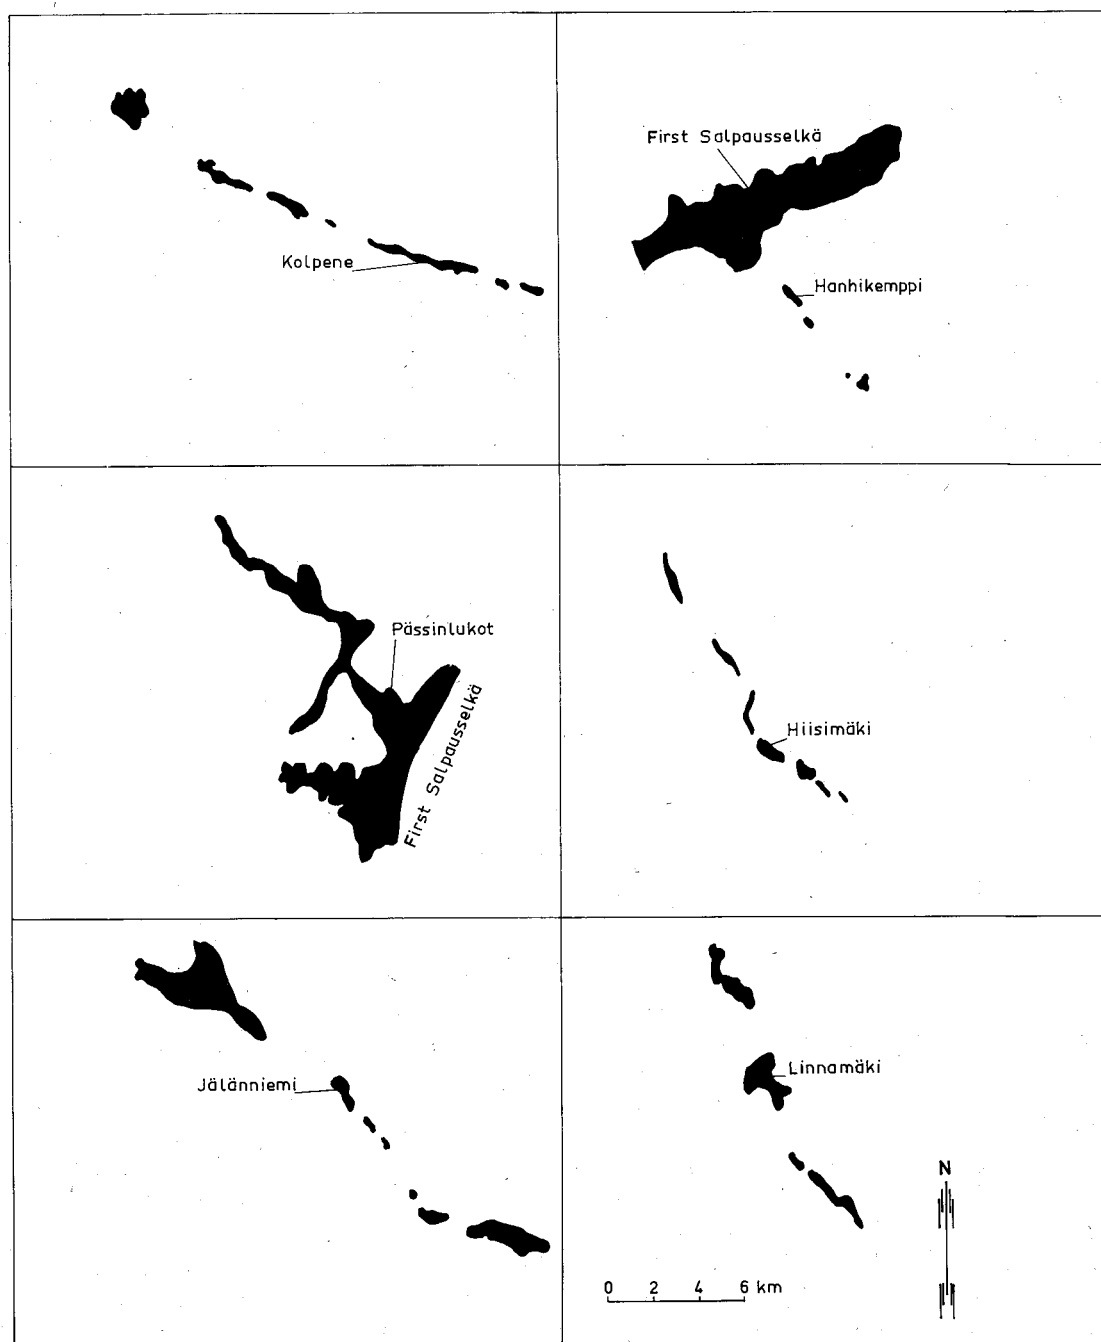 First Salpausselkä
Kolpene
Hanhikemppi
Pässinlukot
First Salpausselkä
Hiisimäki
Jälänniemi
Linnamäki
N
0 2 4 6 km